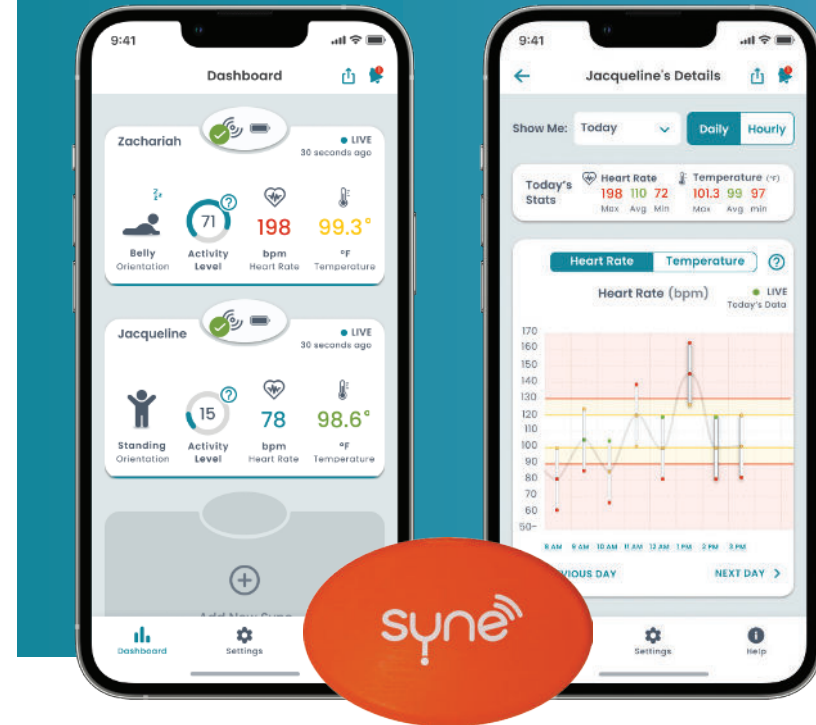 9:41
Dashboard
Zachariah
LIVE
30 seconds ago
71
198
99.3°
Belly
Orientation
Activity
Level
bpm
Heart Rate
°F
Temperature
Jacqueline
LIVE
30 seconds ago
15
78
98.6°
Standing
Orientation
Activity
Level
bpm
Heart Rate
°F
Temperature
Dashboard
Settings
syne
9:41
Jacqueline's Details
Show Me: Today
Daily Hourly
Today's
Stats
Heart Rate
198 110 72
Max Avg Min
Temperature (°F)
101.3 99 97
Max Avg min
Heart Rate Temperature
Heart Rate (bpm)
LIVE
Today's Data
170
160
150
140
130
120
110
100
90
80
70
60
50-
8 AM 9 AM 10 AM 11 AM 12 AM 1 PM 2 PM 3 PM
NEXT DAY
Settings
Help